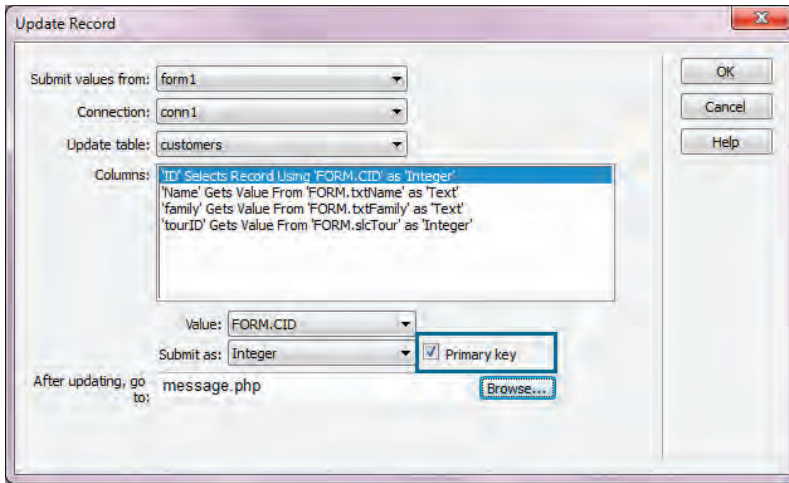 Update Record
Submit values from: form1
OK
Connection: conn1
Cancel
Update table: customers
Help
Columns: 'ID' Selects Record Using 'FORM.CID' as 'Integer'
'Name' Gets Value From 'FORM.txtName' as 'Text'
'family' Gets Value From 'FORM.txtFamily' as 'Text'
'tourID' Gets Value From 'FORM.slcTour' as 'Integer'
Value: FORM.CID
Submit as: Integer Primary key
After updating, go to: message.php Browse...